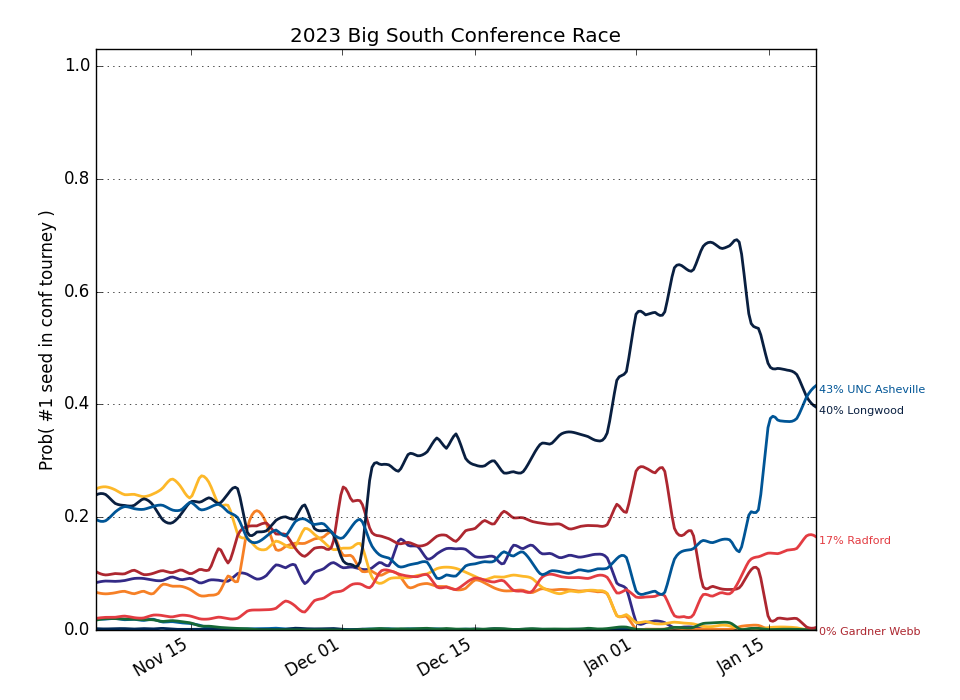 2023 Big South Conference Race
Prob( #1 seed in conf tourney )
1.0
0.8
0.6
0.4
0.2
0.0
Nov 15
Dec 01
Dec 15
Jan 01
Jan 15
43% UNC Asheville
40% Longwood
17% Radford
0% Gardner Webb